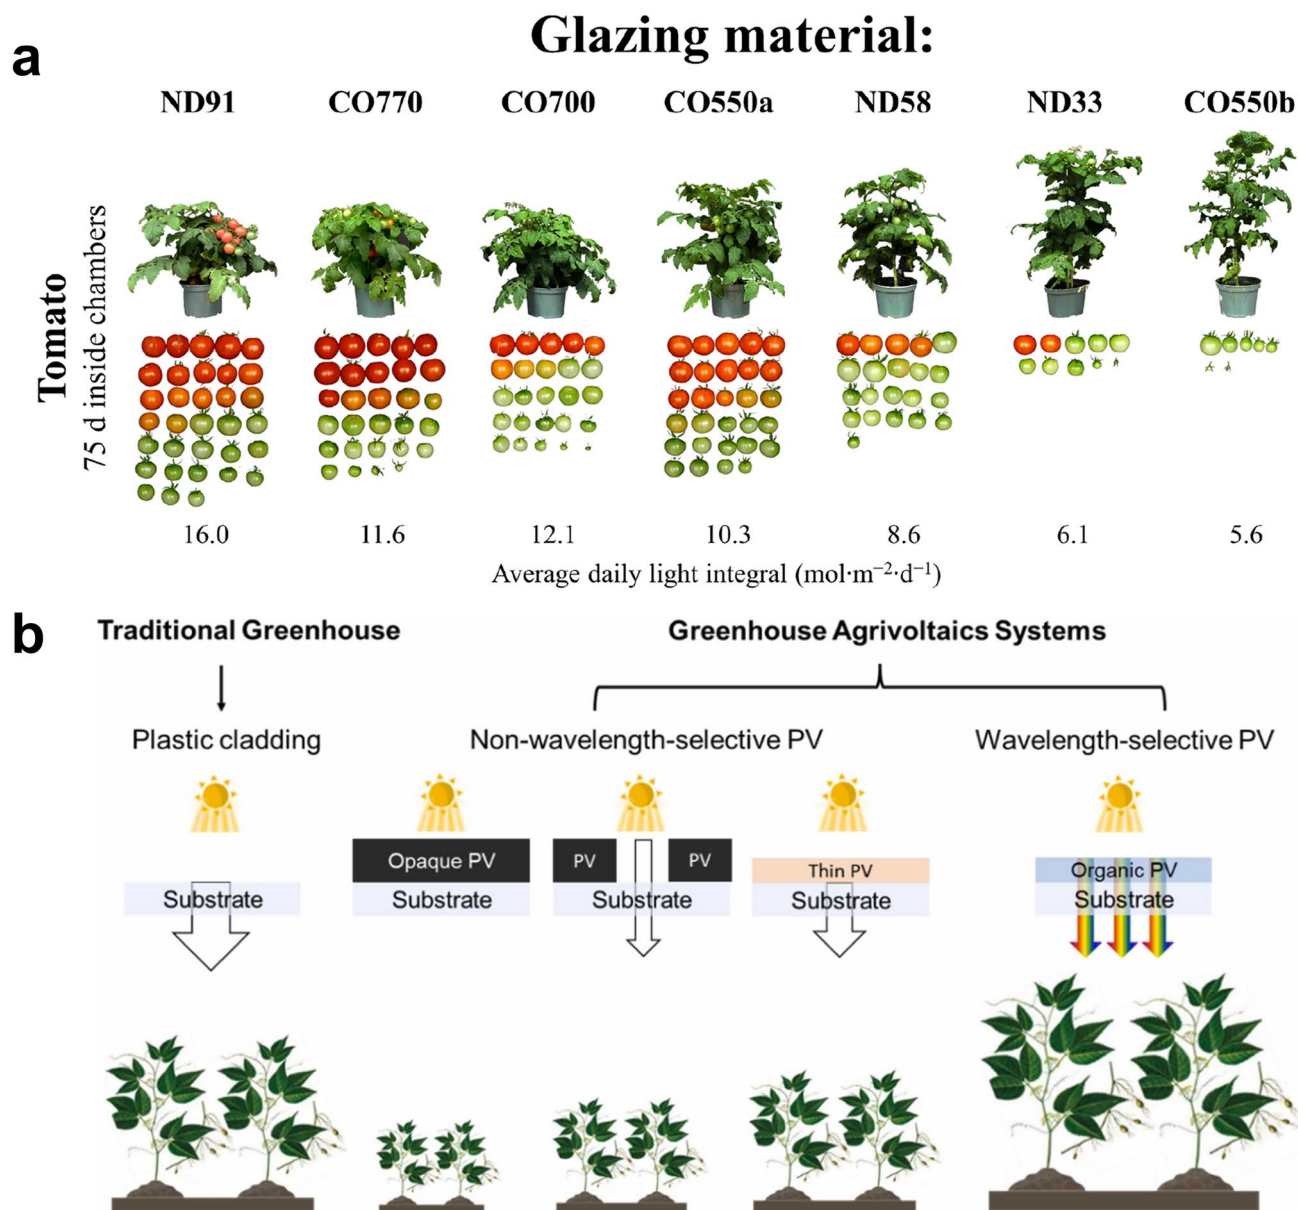 a
Glazing material:
ND91 CO770 CO700 CO550a ND58 ND33 CO550b
Tomato
75 d inside chambers
16.0 11.6 12.1 10.3 8.6 6.1 5.6
Average daily light integral (mol·m⁻²·d⁻¹)
b
Traditional Greenhouse Greenhouse Agrivoltaics Systems
Plastic cladding Non-wavelength-selective PV Wavelength-selective PV
Opaque PV PV PV Thin PV Organic PV
Substrate Substrate Substrate Substrate Substrate